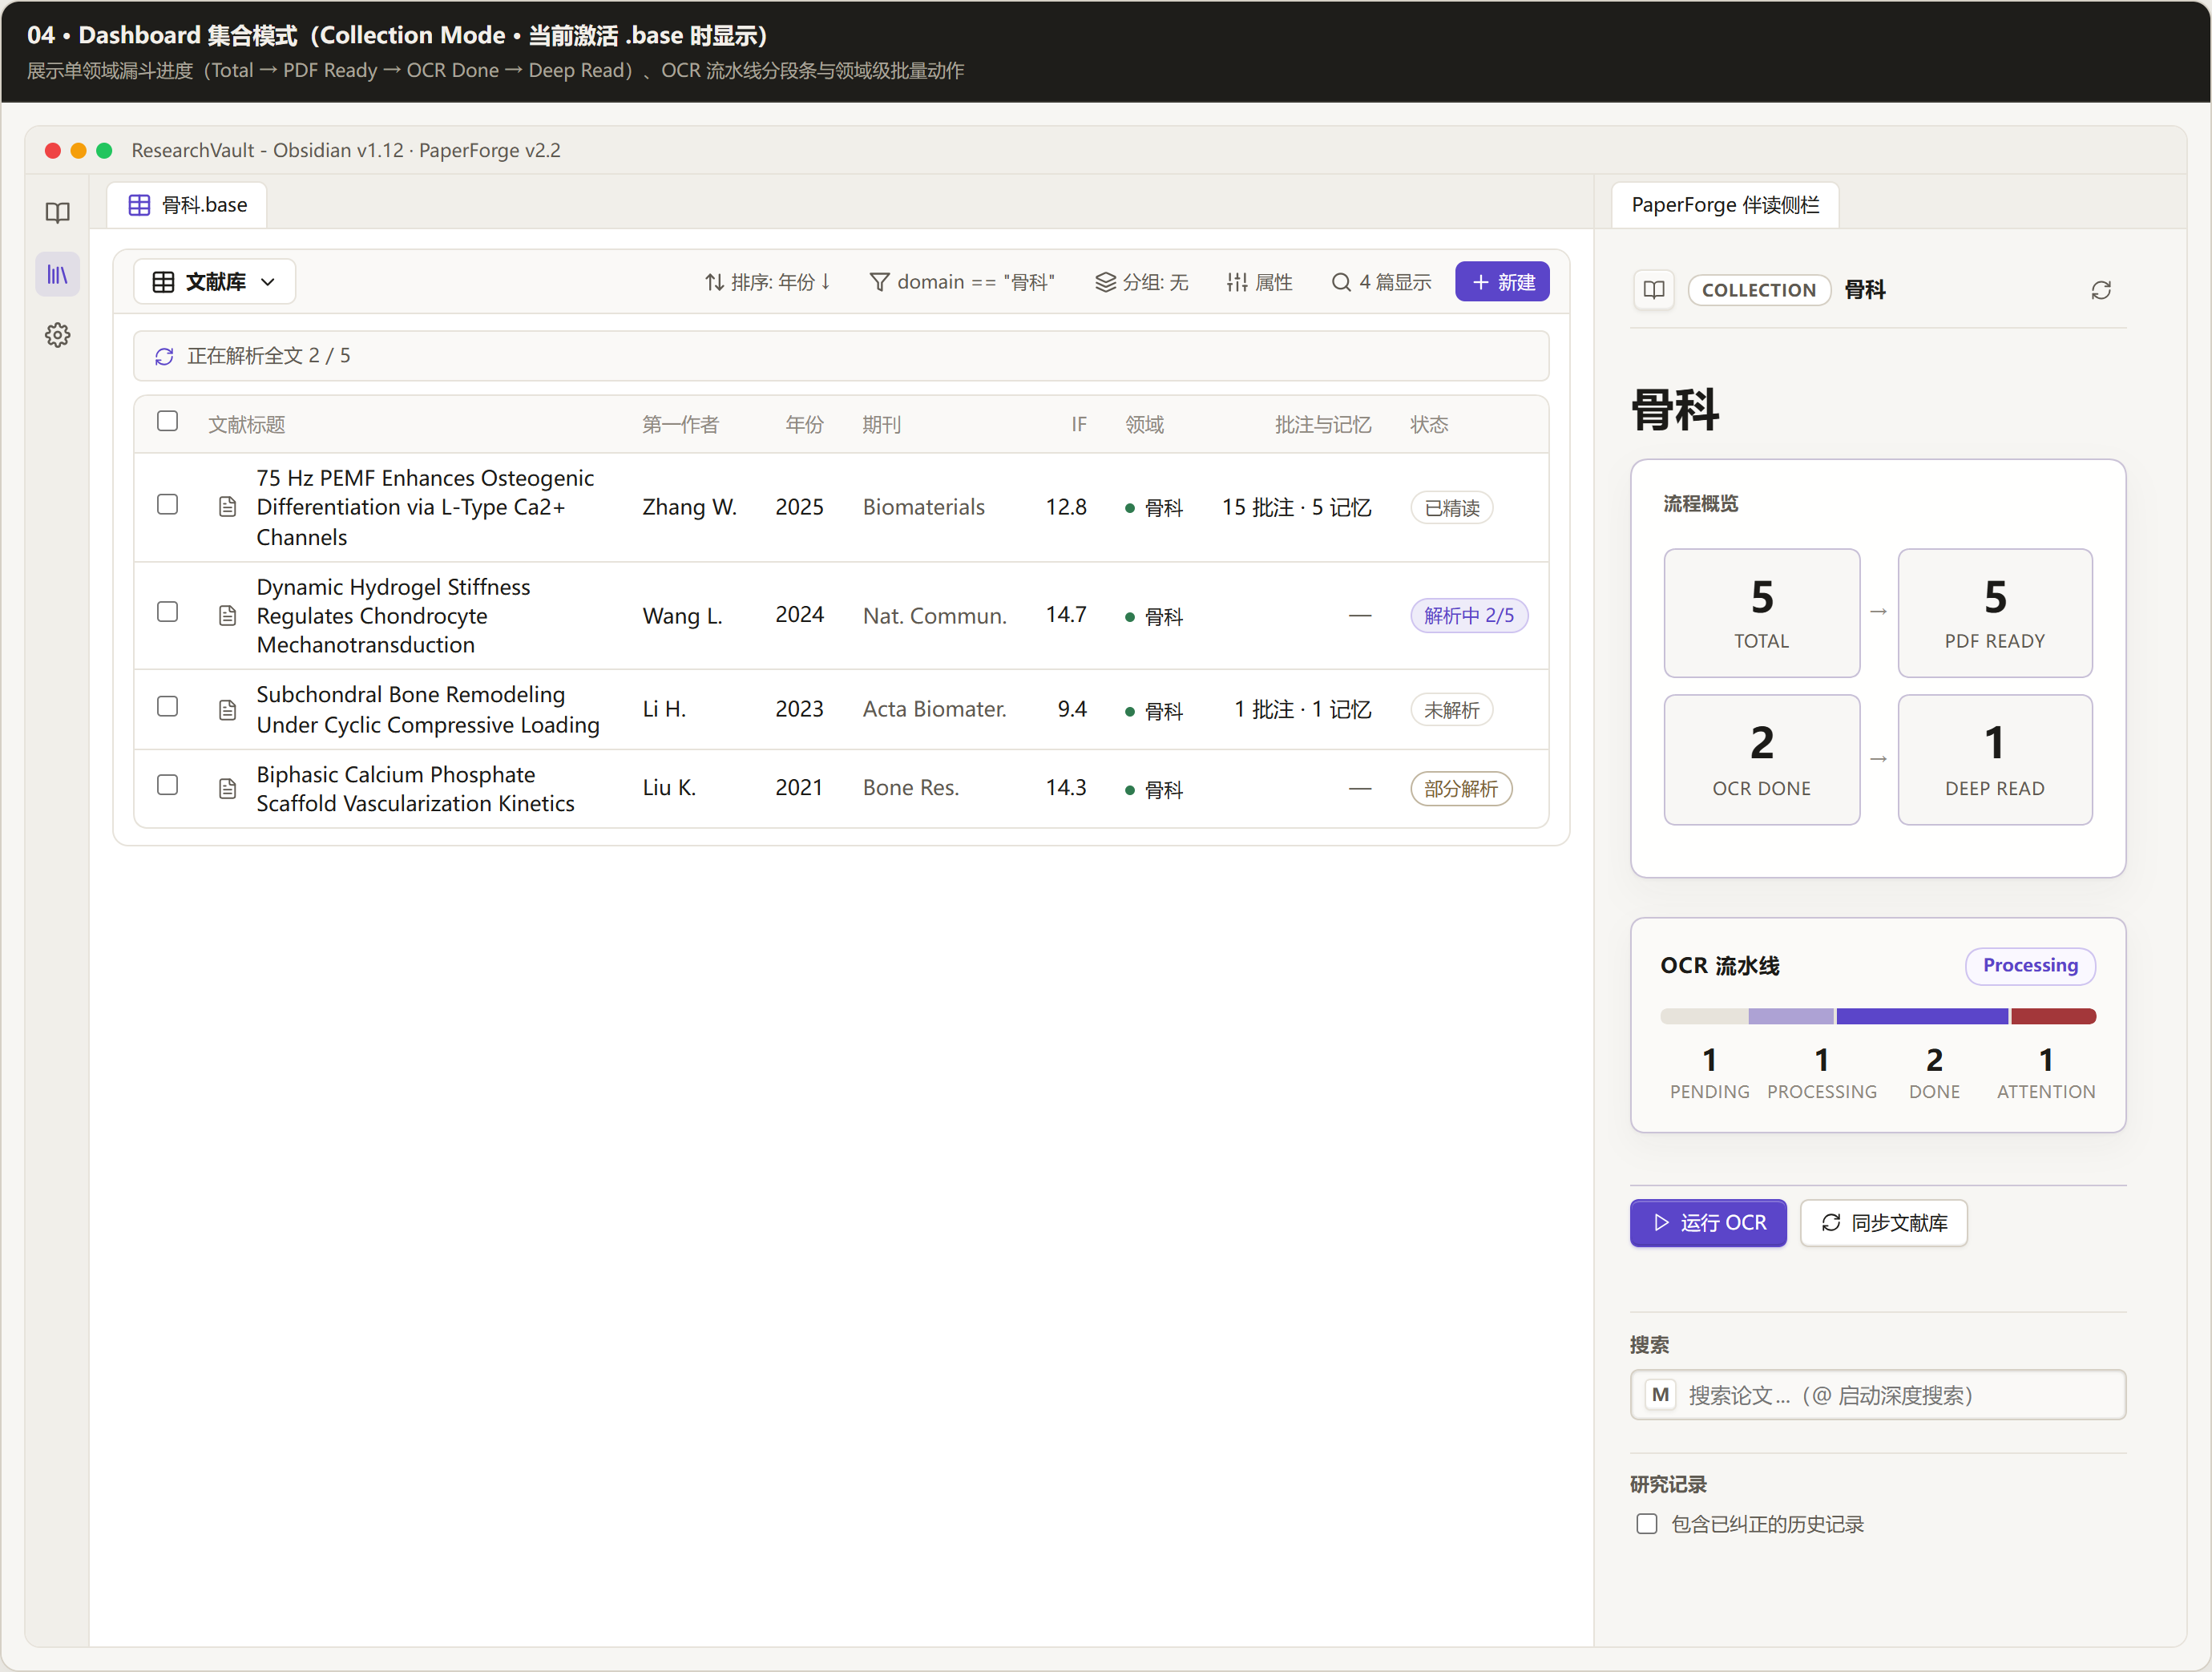 04 • Dashboard 集合模式（Collection Mode • 当前激活 .base 时显示）
展示单领域漏斗进度（Total → PDF Ready → OCR Done → Deep Read）、OCR 流水线分段条与领域级批量动作
ResearchVault - Obsidian v1.12 · PaperForge v2.2
骨科.base
文献库
排序: 年份 ↓
domain == "骨科"
分组: 无
属性
4 篇显示
+ 新建
正在解析全文 2 / 5
文献标题 第一作者 年份 期刊 IF 领域 批注与记忆 状态
75 Hz PEMF Enhances Osteogenic
Differentiation via L-Type Ca2+
Channels
Zhang W. 2025 Biomaterials 12.8 骨科 15 批注 · 5 记忆 已精读
Dynamic Hydrogel Stiffness
Regulates Chondrocyte
Mechanotransduction
Wang L. 2024 Nat. Commun. 14.7 骨科 — 解析中 2/5
Subchondral Bone Remodeling
Under Cyclic Compressive Loading
Li H. 2023 Acta Biomater. 9.4 骨科 1 批注 · 1 记忆 未解析
Biphasic Calcium Phosphate
Scaffold Vascularization Kinetics
Liu K. 2021 Bone Res. 14.3 骨科 — 部分解析
PaperForge 伴读侧栏
COLLECTION 骨科
骨科
流程概览
5 → 5
TOTAL PDF READY
2 → 1
OCR DONE DEEP READ
OCR 流水线 Processing
1 1 2 1
PENDING PROCESSING DONE ATTENTION
运行 OCR
同步文献库
搜索
M 搜索论文...（@ 启动深度搜索）
研究记录
包含已纠正的历史记录